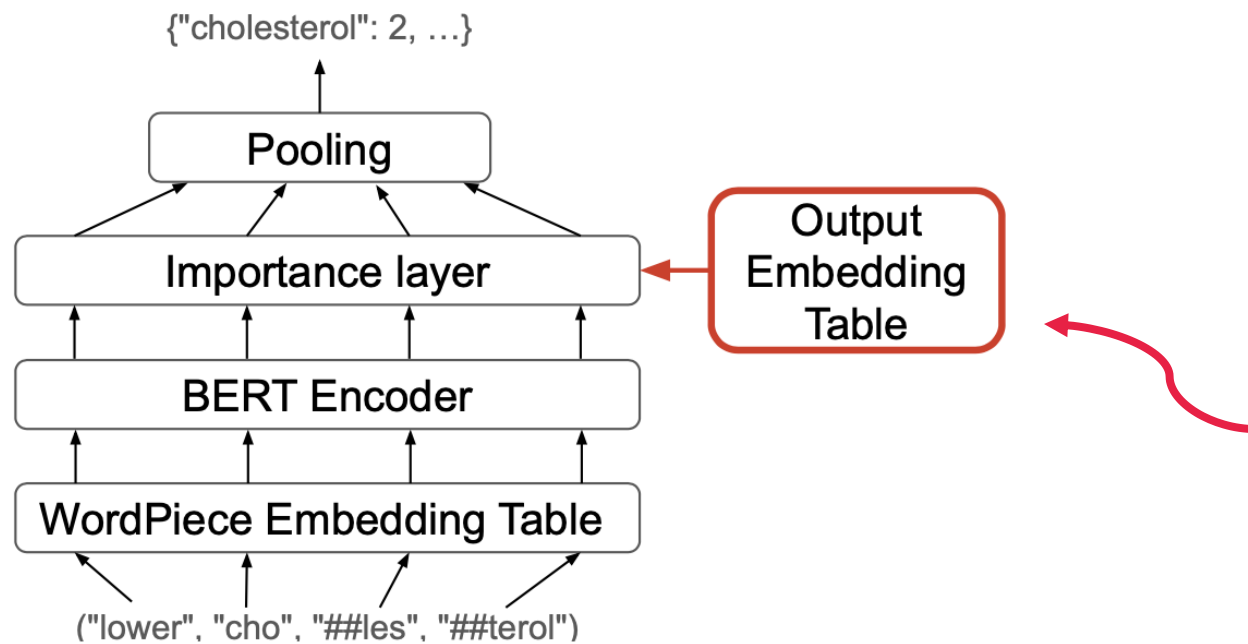 {"cholesterol": 2, …}
Pooling
Importance layer
Output
Embedding
Table
BERT Encoder
WordPiece Embedding Table
("lower", "cho", "##les", "##terol")